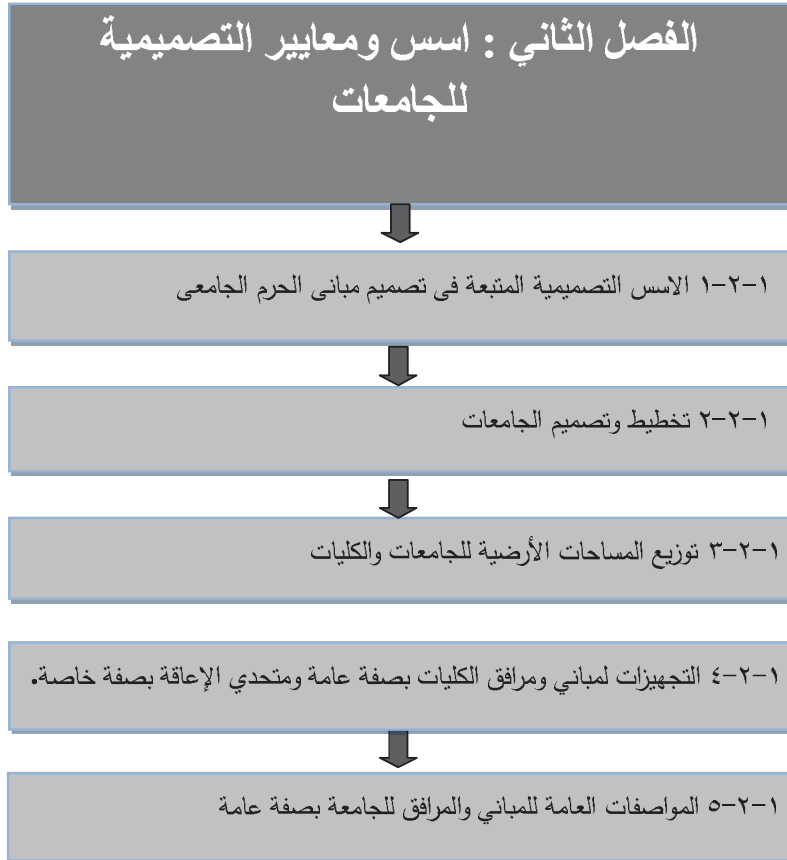 الفصل الثاني : اسس ومعايير التصميمية
للجامعات
١-٢-١ الاسس التصميمية المتبعة فى تصميم مبانى الحرم الجامعى
٢-٢-١ تخطيط وتصميم الجامعات
٣-٢-١ توزيع المساحات الأرضية للجامعات والكليات
٤-٢-١ التجهيزات لمباني ومرافق الكليات بصفة عامة ومتحدي الإعاقة بصفة خاصة.
٥-٢-١ المواصفات العامة للمباني والمرافق للجامعة بصفة عامة